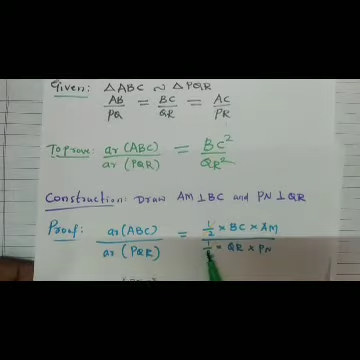 Given: △ABC ~ △PQR
AB/PQ = BC/QR = AC/PR
To prove: ar(ABC)/ar(PQR) = BC²/QR²
Construction: Draw AM⊥BC and PN⊥QR
Proof: ar(ABC)/ar(PQR) = 1/2 × BC × AM / 1/2 × QR × PN